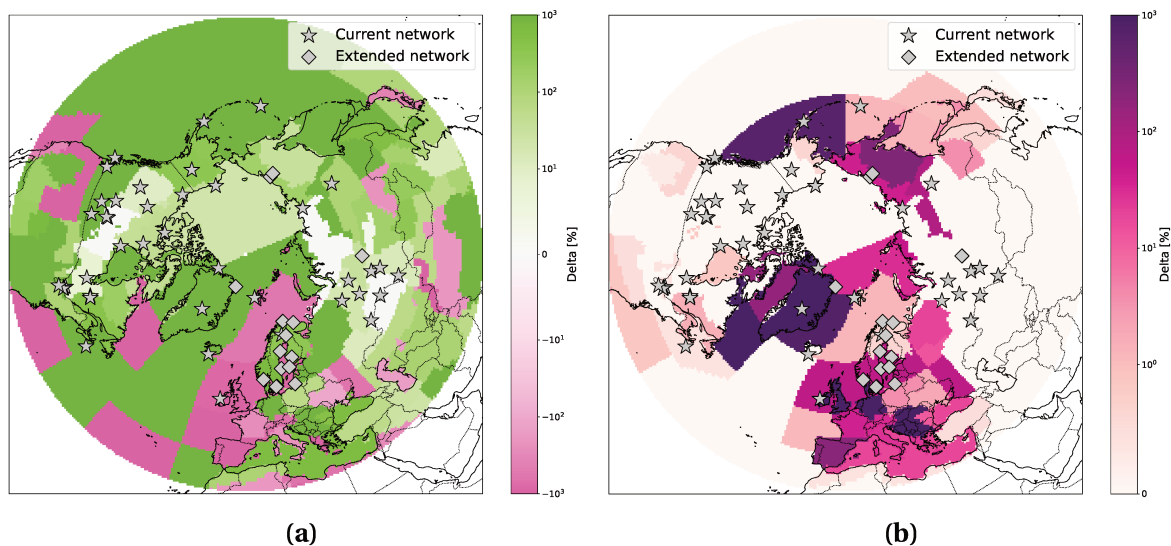 Current network
Extended network
10³
10²
10¹
0
−10¹
−10²
−10³
Delta [%]
(a)
Current network
Extended network
10³
10²
10¹
10⁰
0
Delta [%]
(b)